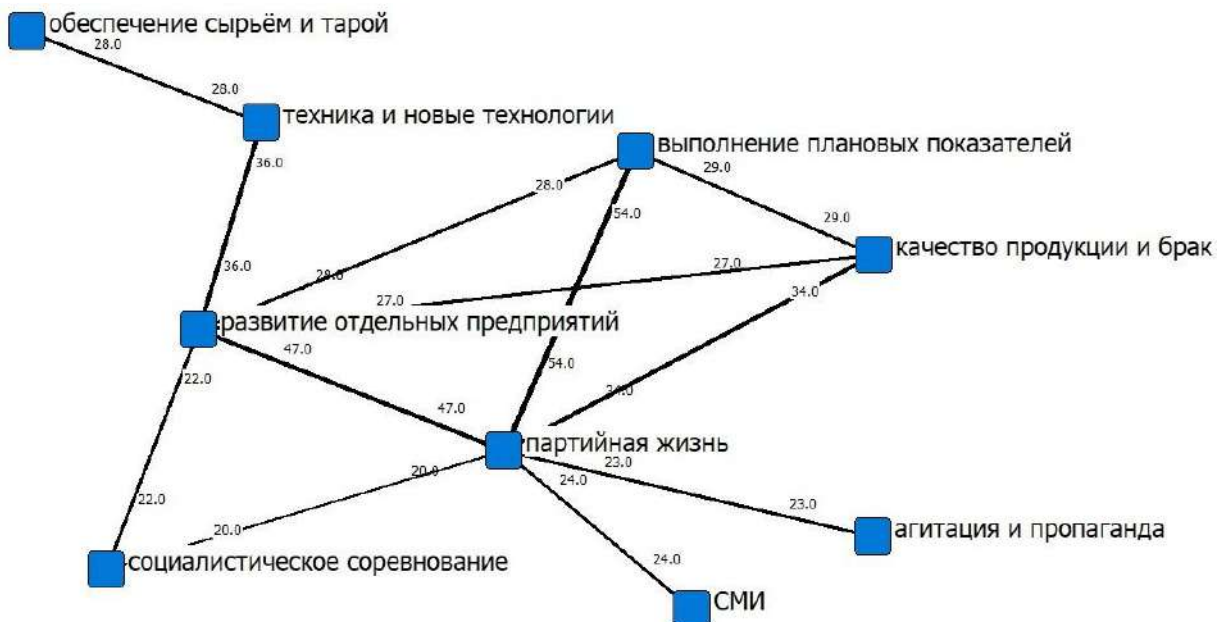 обеспечение сырьём и тарой
28.0
28.0
техника и новые технологии
36.0
выполнение плановых показателей
29.0
28.0
54.0
29.0
качество продукции и брак
36.0
28.0
27.0
27.0
34.0
развитие отдельных предприятий
47.0
54.0
22.0
34.0
47.0
партийная жизнь
20.0
23.0
24.0
22.0
23.0
20.0
агитация и пропаганда
24.0
социалистическое соревнование
СМИ